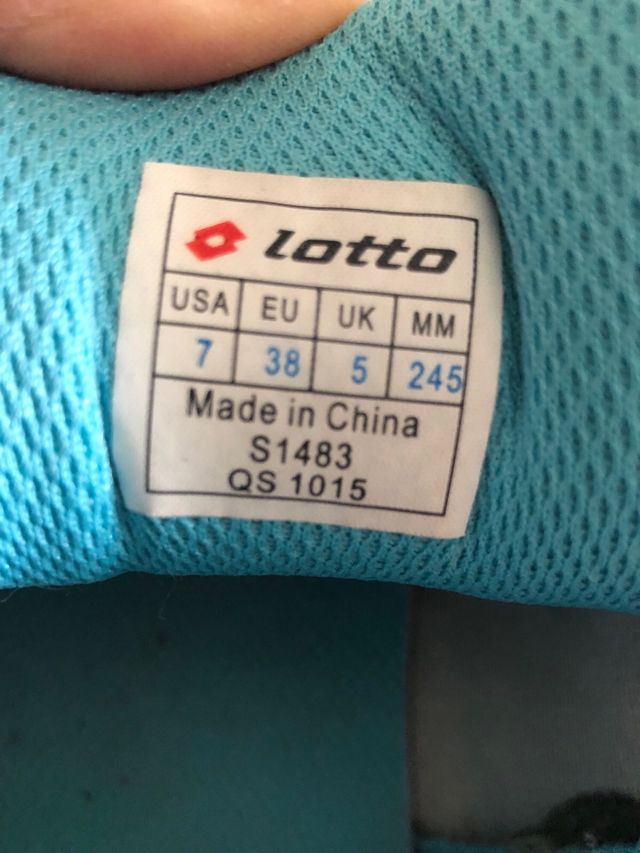 lotto
USA EU UK MM
7 38 5 245
Made in China
S1483
QS 1015